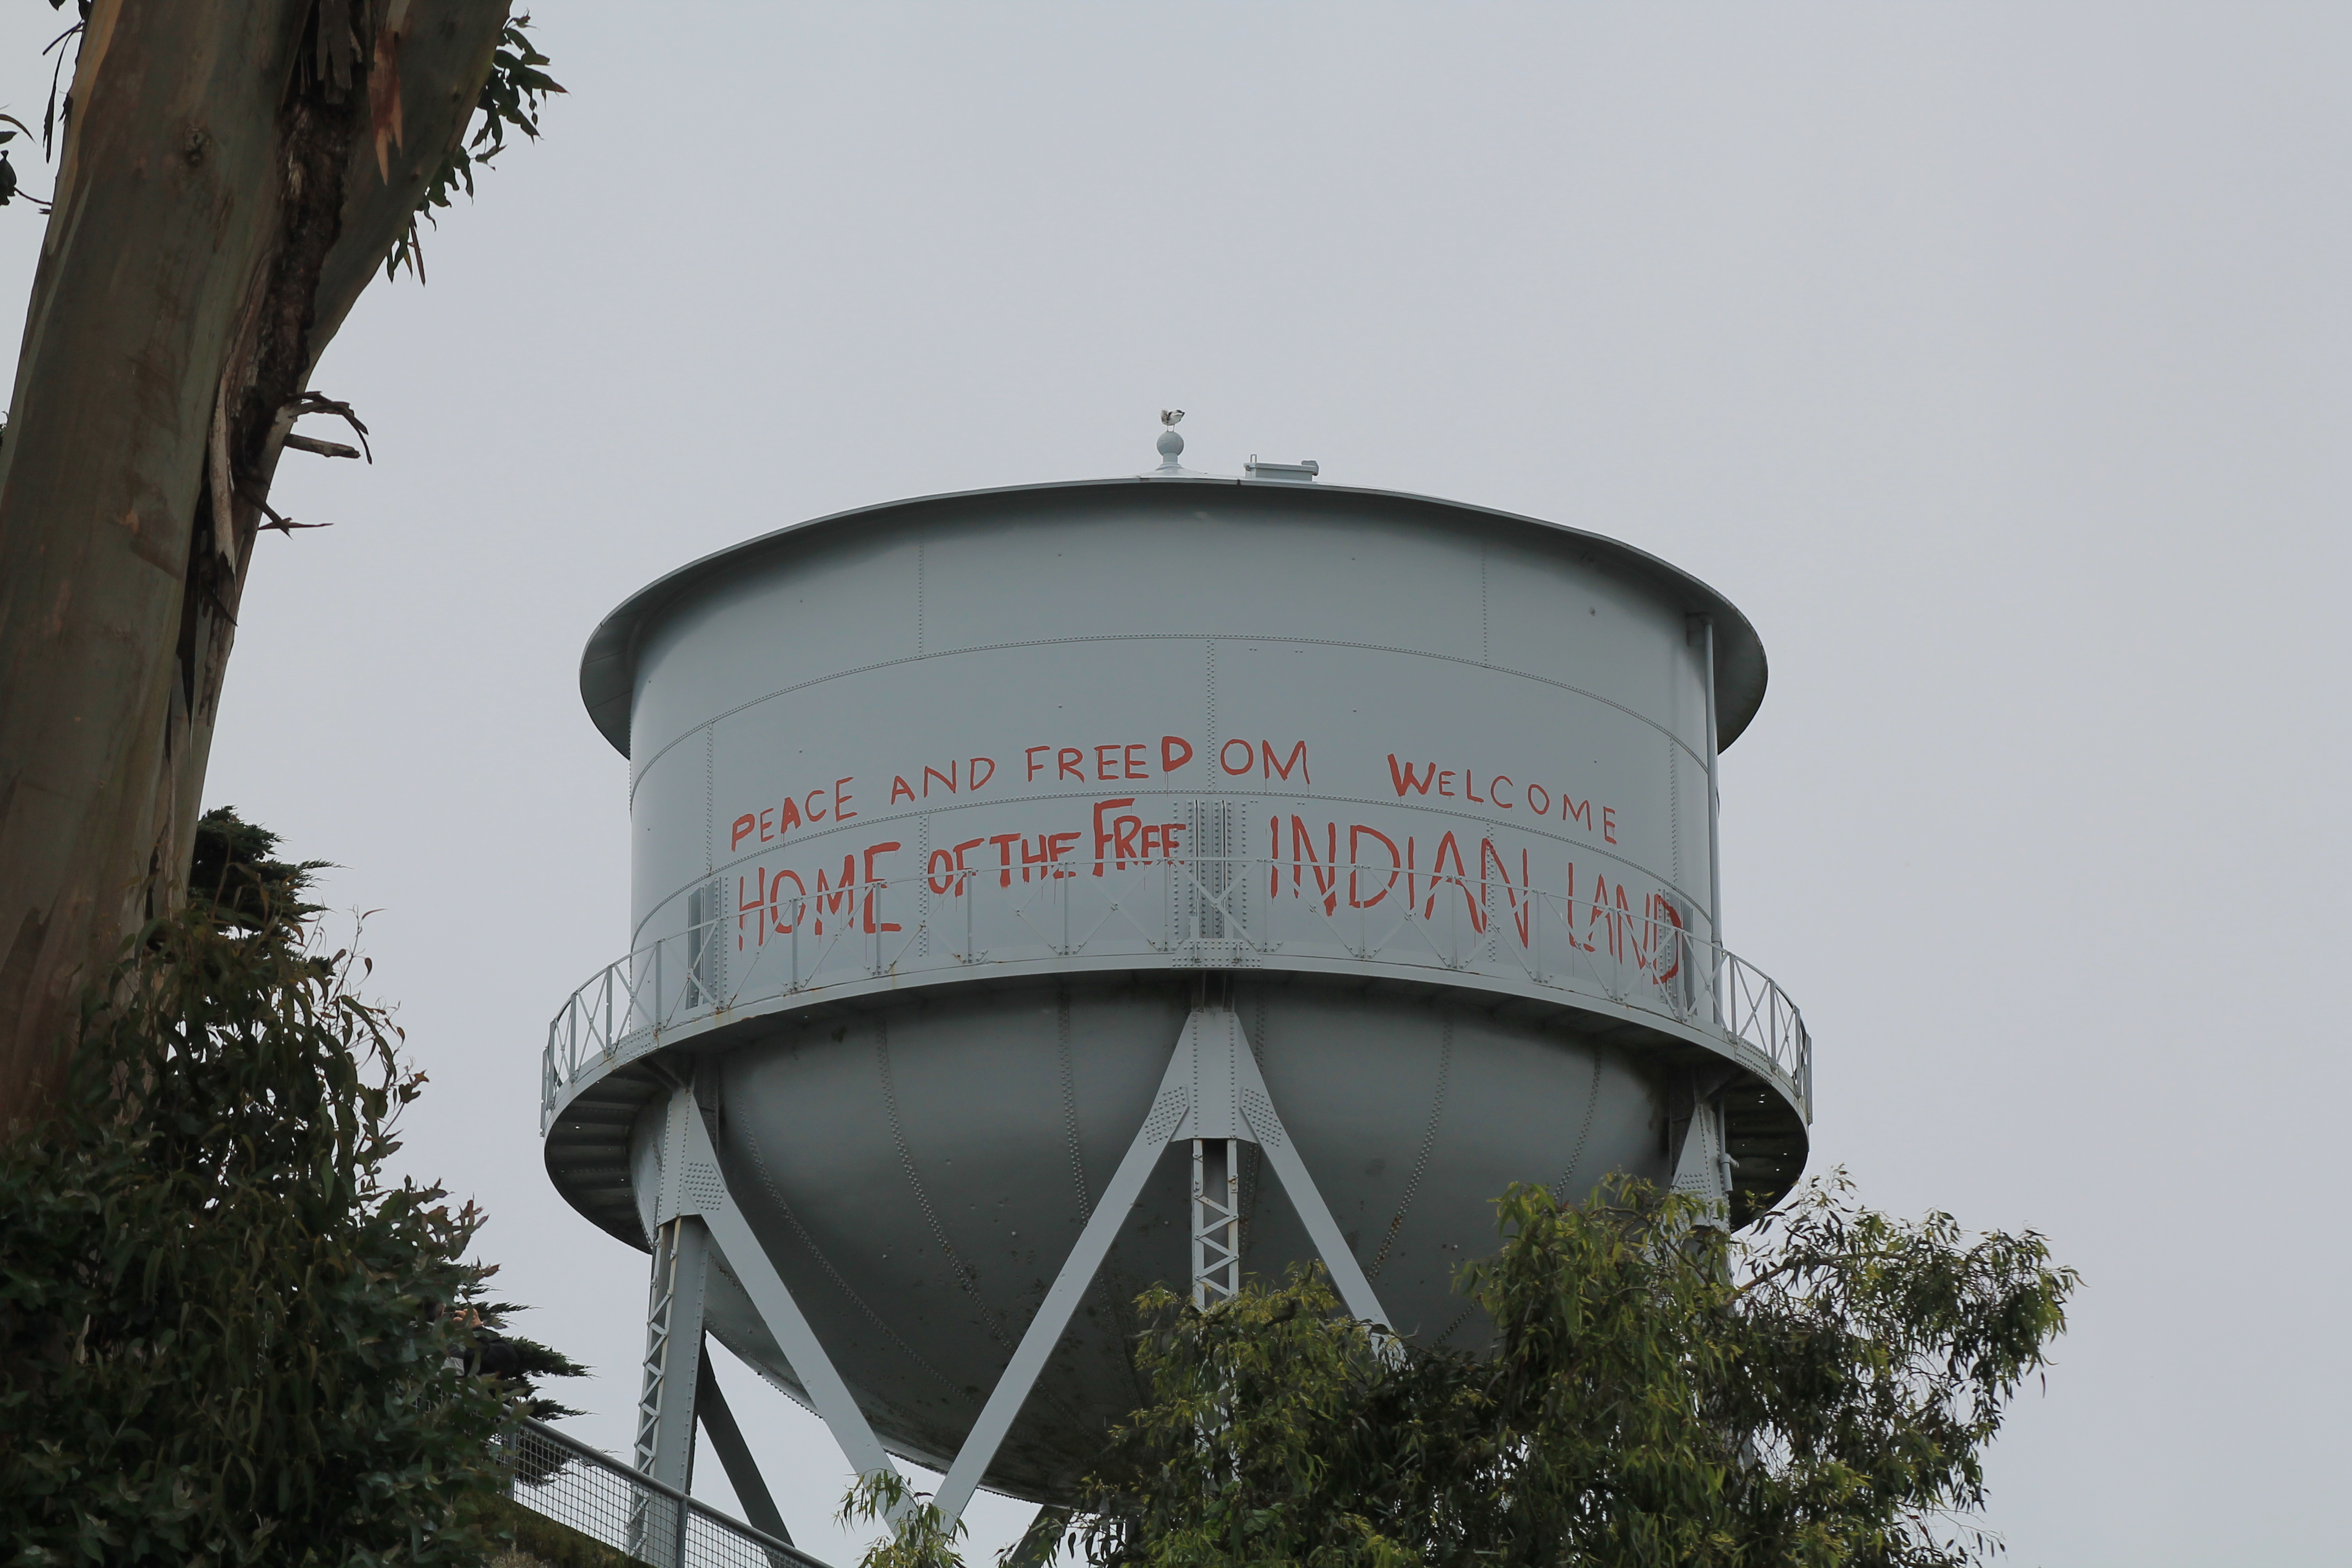 PEACE AND FREEDOM WELCOME
HOME OF THE FREE INDIAN LAND